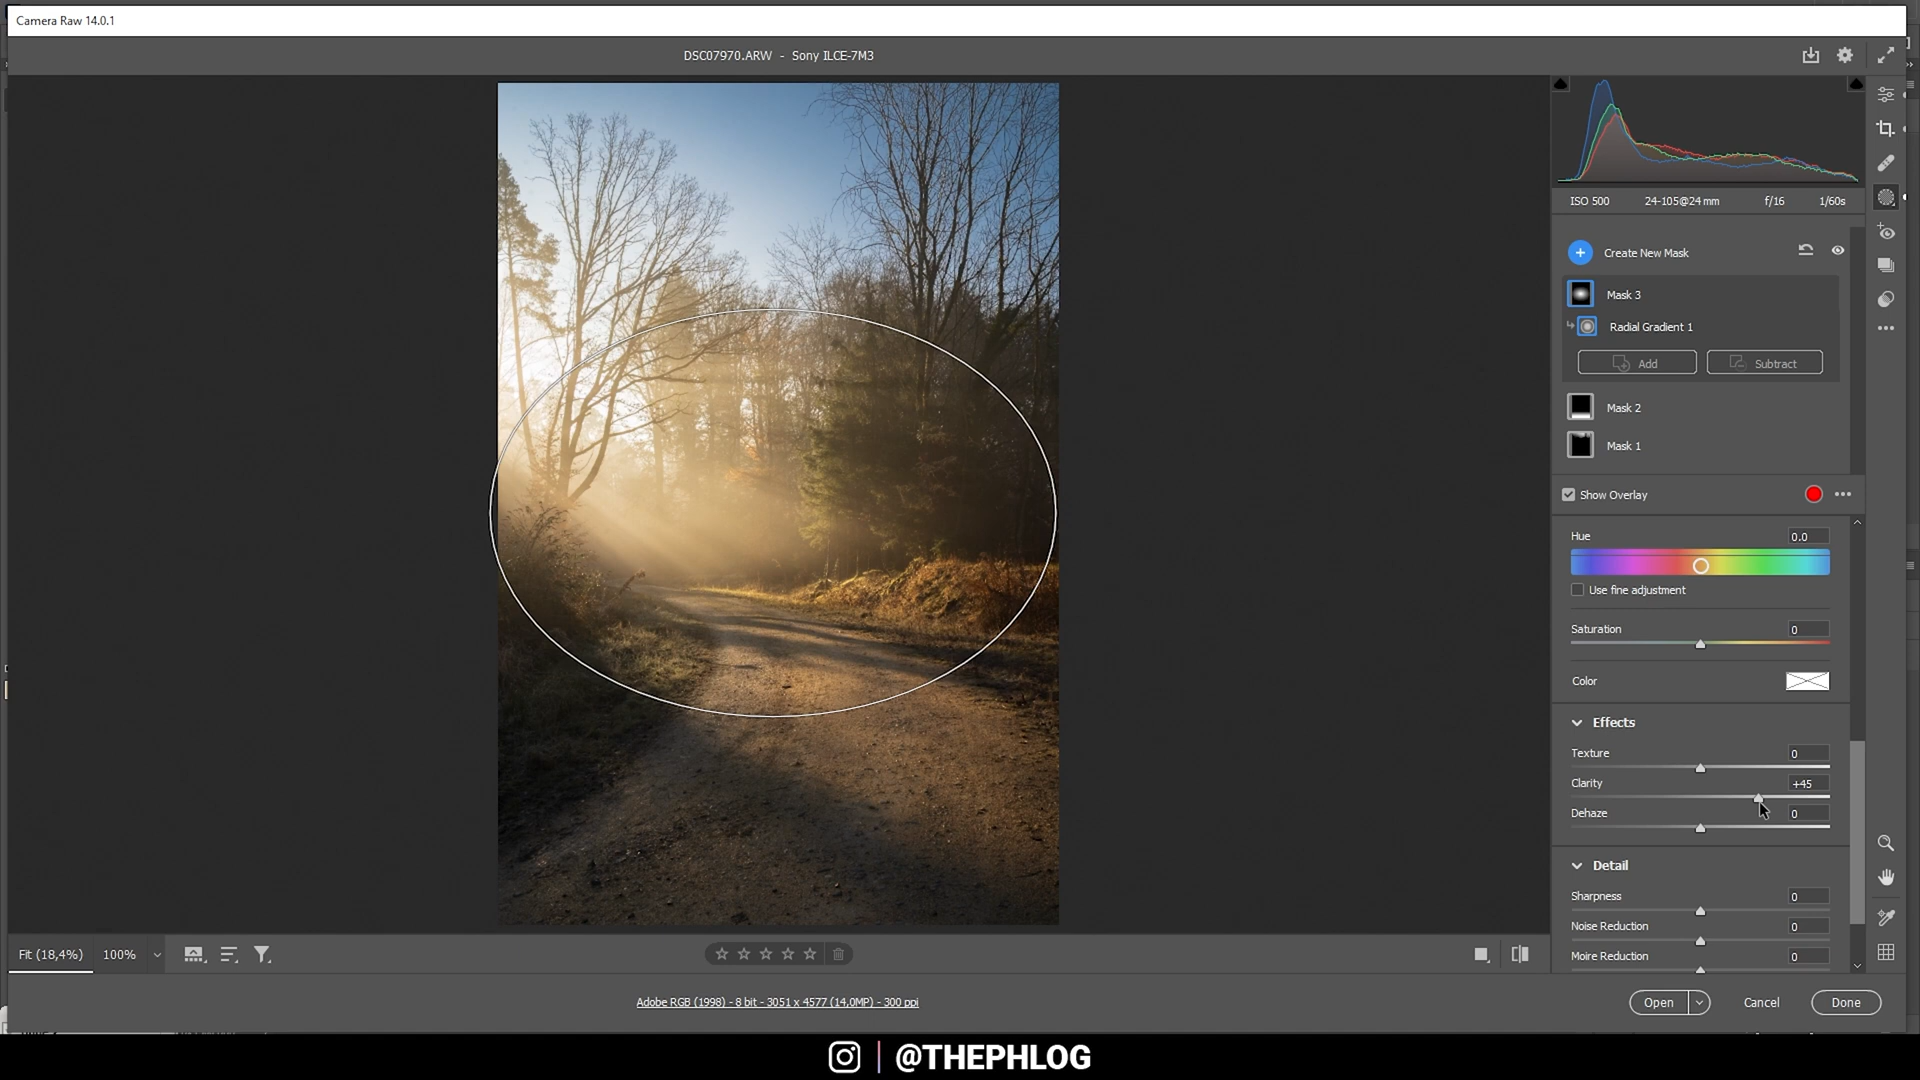 Camera Raw 14.0.1
DSC07970.ARW - Sony ILCE-7M3
ISO 500 24-105@24 mm f/16 1/60s
Create New Mask
Mask 3
Radial Gradient 1
Add Subtract
Mask 2
Mask 1
Show Overlay
Hue 0.0
Use fine adjustment
Saturation 0
Color
Effects
Texture 0
Clarity +45
Dehaze 0
Detail
Sharpness 0
Noise Reduction 0
Moire Reduction 0
Fit (18,4%) 100%
Adobe RGB (1998) - 8 bit - 3051 x 4577 (14,0MP) - 300 ppi
Open Cancel Done
@THEPHLOG